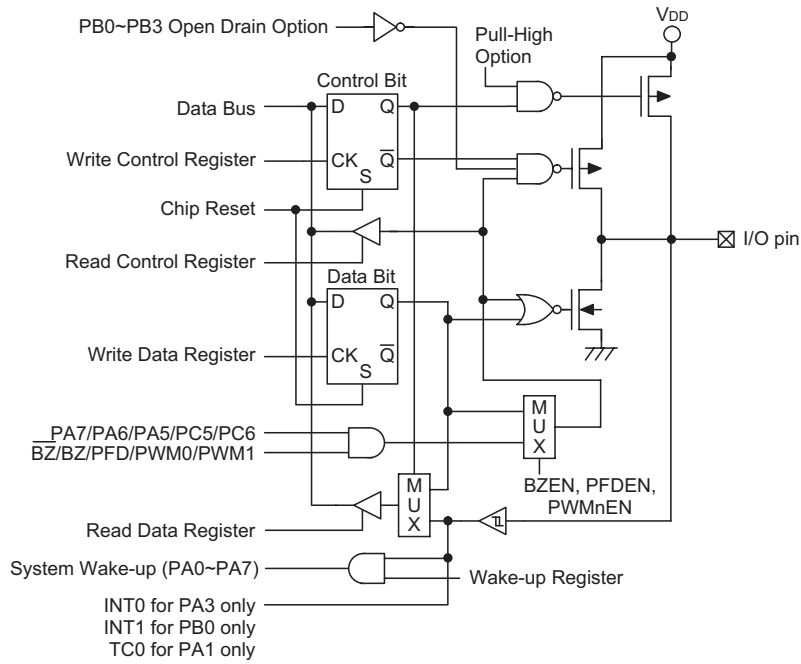 VDD
PB0~PB3 Open Drain Option
Pull-High
Option
Control Bit
Data Bus
D Q
Write Control Register
CK Q̅
S
Chip Reset
Read Control Register
I/O pin
Data Bit
D Q
Write Data Register
CK Q̅
S
M
U
X
PA7/PA6/PA5/PC5/PC6
B̅Z̅/BZ/PFD/PWM0/PWM1
BZEN, PFDEN,
PWMnEN
M
U
X
Read Data Register
System Wake-up (PA0~PA7)
Wake-up Register
INT0 for PA3 only
INT1 for PB0 only
TC0 for PA1 only